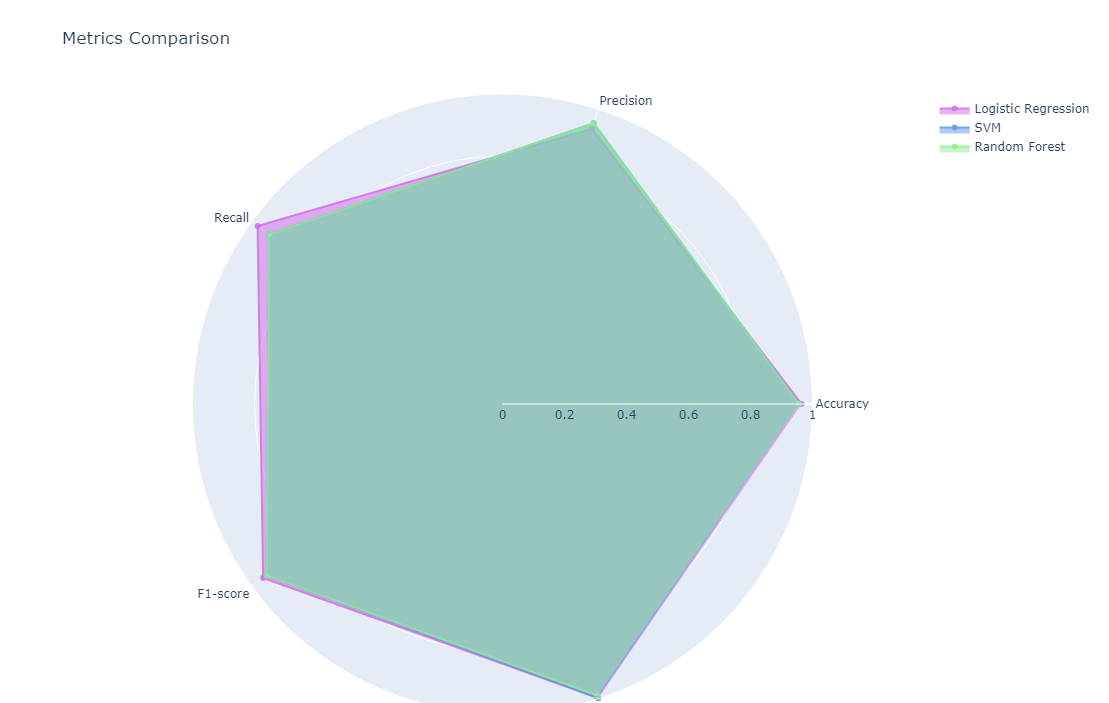 Metrics Comparison
Precision
Logistic Regression
SVM
Random Forest
Recall
Accuracy
0 0.2 0.4 0.6 0.8 1
F1-score